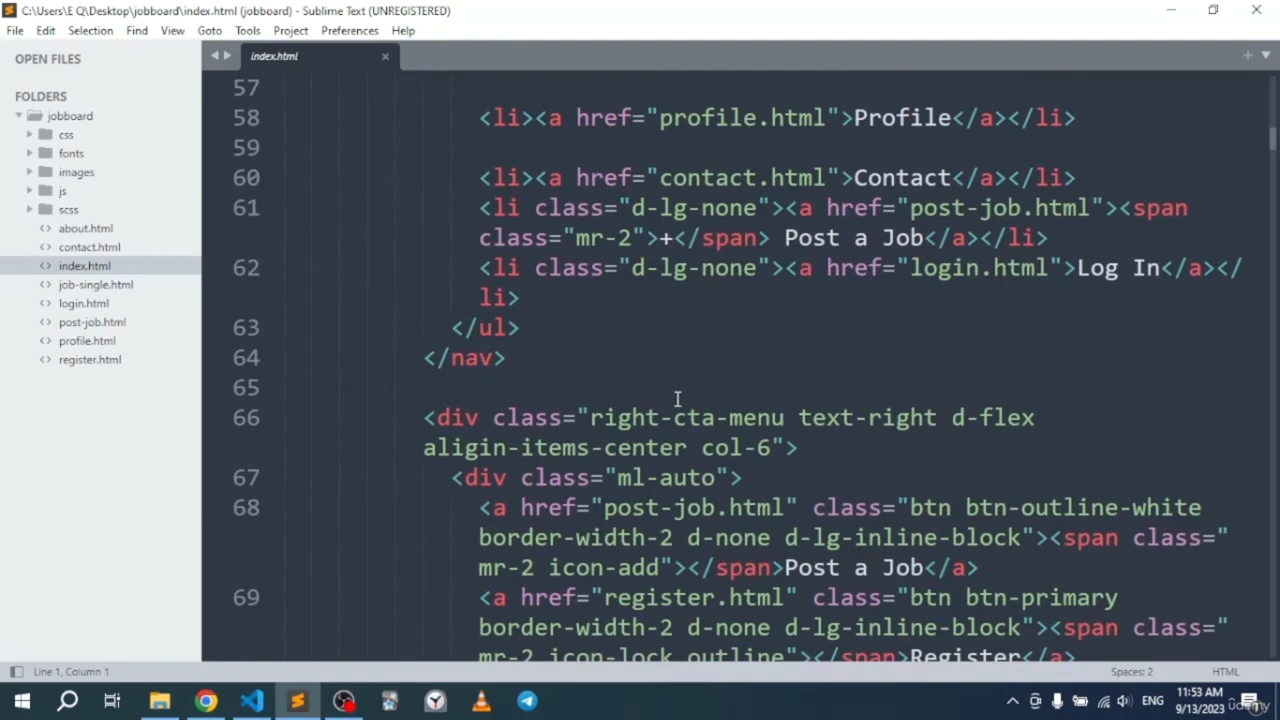 C:\Users\E Q\Desktop\jobboard\index.html (jobboard) - Sublime Text (UNREGISTERED)
File Edit Selection Find View Goto Tools Project Preferences Help
OPEN FILES
FOLDERS
jobboard
css
fonts
images
js
scss
about.html
contact.html
index.html
job-single.html
login.html
post-job.html
profile.html
register.html
index.html
57
58 <li><a href="profile.html">Profile</a></li>
59
60 <li><a href="contact.html">Contact</a></li>
61 <li class="d-lg-none"><a href="post-job.html"><span
class="mr-2">+</span> Post a Job</a></li>
62 <li class="d-lg-none"><a href="login.html">Log In</a></
li>
63 </ul>
64 </nav>
65
66 <div class="right-cta-menu text-right d-flex
aligin-items-center col-6">
67 <div class="ml-auto">
68 <a href="post-job.html" class="btn btn-outline-white
border-width-2 d-none d-lg-inline-block"><span class="
mr-2 icon-add"></span>Post a Job</a>
69 <a href="register.html" class="btn btn-primary
border-width-2 d-none d-lg-inline-block"><span class="
mr-2 icon-lock_outline"></span>Register</a>
Line 1, Column 1
Spaces: 2
HTML
ENG
11:53 AM
9/13/2023
udemy